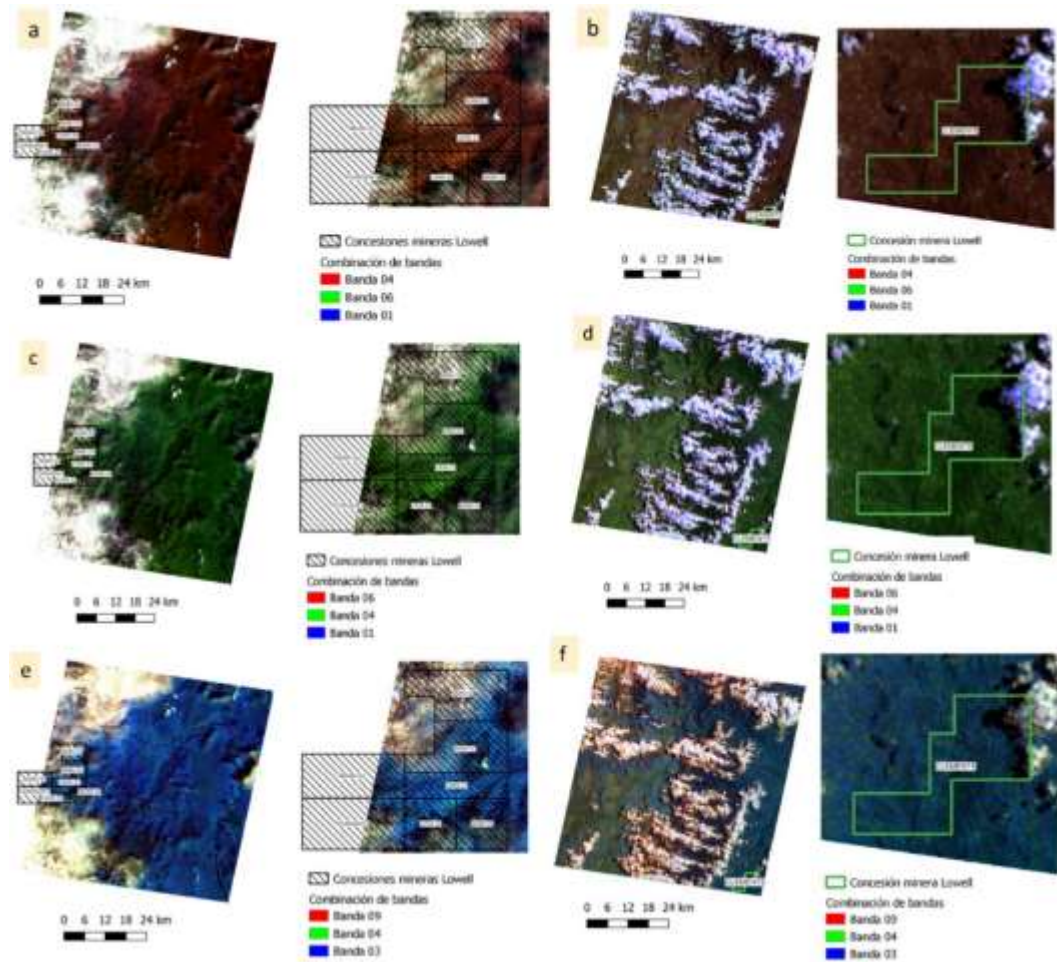 a
Concesiones mineras Lowell
Combinación de bandas
Banda 04
Banda 06
Banda 01
0 6 12 18 24 km
b
Concesión minera Lowell
Combinación de bandas
Banda 04
Banda 06
Banda 01
0 6 12 18 24 km
c
Concesiones mineras Lowell
Combinación de bandas
Banda 06
Banda 04
Banda 01
0 6 12 18 24 km
d
Concesión minera Lowell
Combinación de bandas
Banda 06
Banda 04
Banda 01
0 6 12 18 24 km
e
Concesiones mineras Lowell
Combinación de bandas
Banda 09
Banda 04
Banda 03
0 6 12 18 24 km
f
Concesión minera Lowell
Combinación de bandas
Banda 09
Banda 04
Banda 03
0 6 12 18 24 km